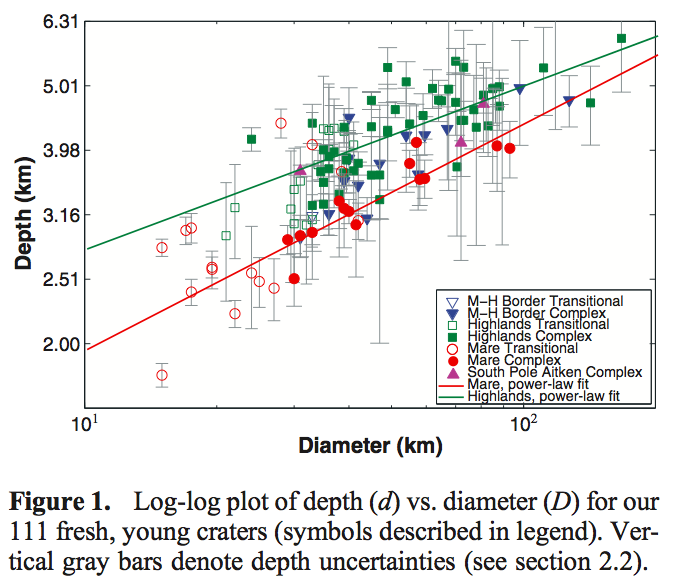 6.31
5.01
3.98
3.16
2.51
2.00
Depth (km)
M−H Border Transitional
M−H Border Complex
Highlands Transitional
Highlands Complex
Mare Transitional
Mare Complex
South Pole Aitken Complex
Mare, power−law fit
Highlands, power−law fit
10¹
10²
Diameter (km)
Figure 1. Log-log plot of depth (d) vs. diameter (D) for our
111 fresh, young craters (symbols described in legend). Ver-
tical gray bars denote depth uncertainties (see section 2.2).